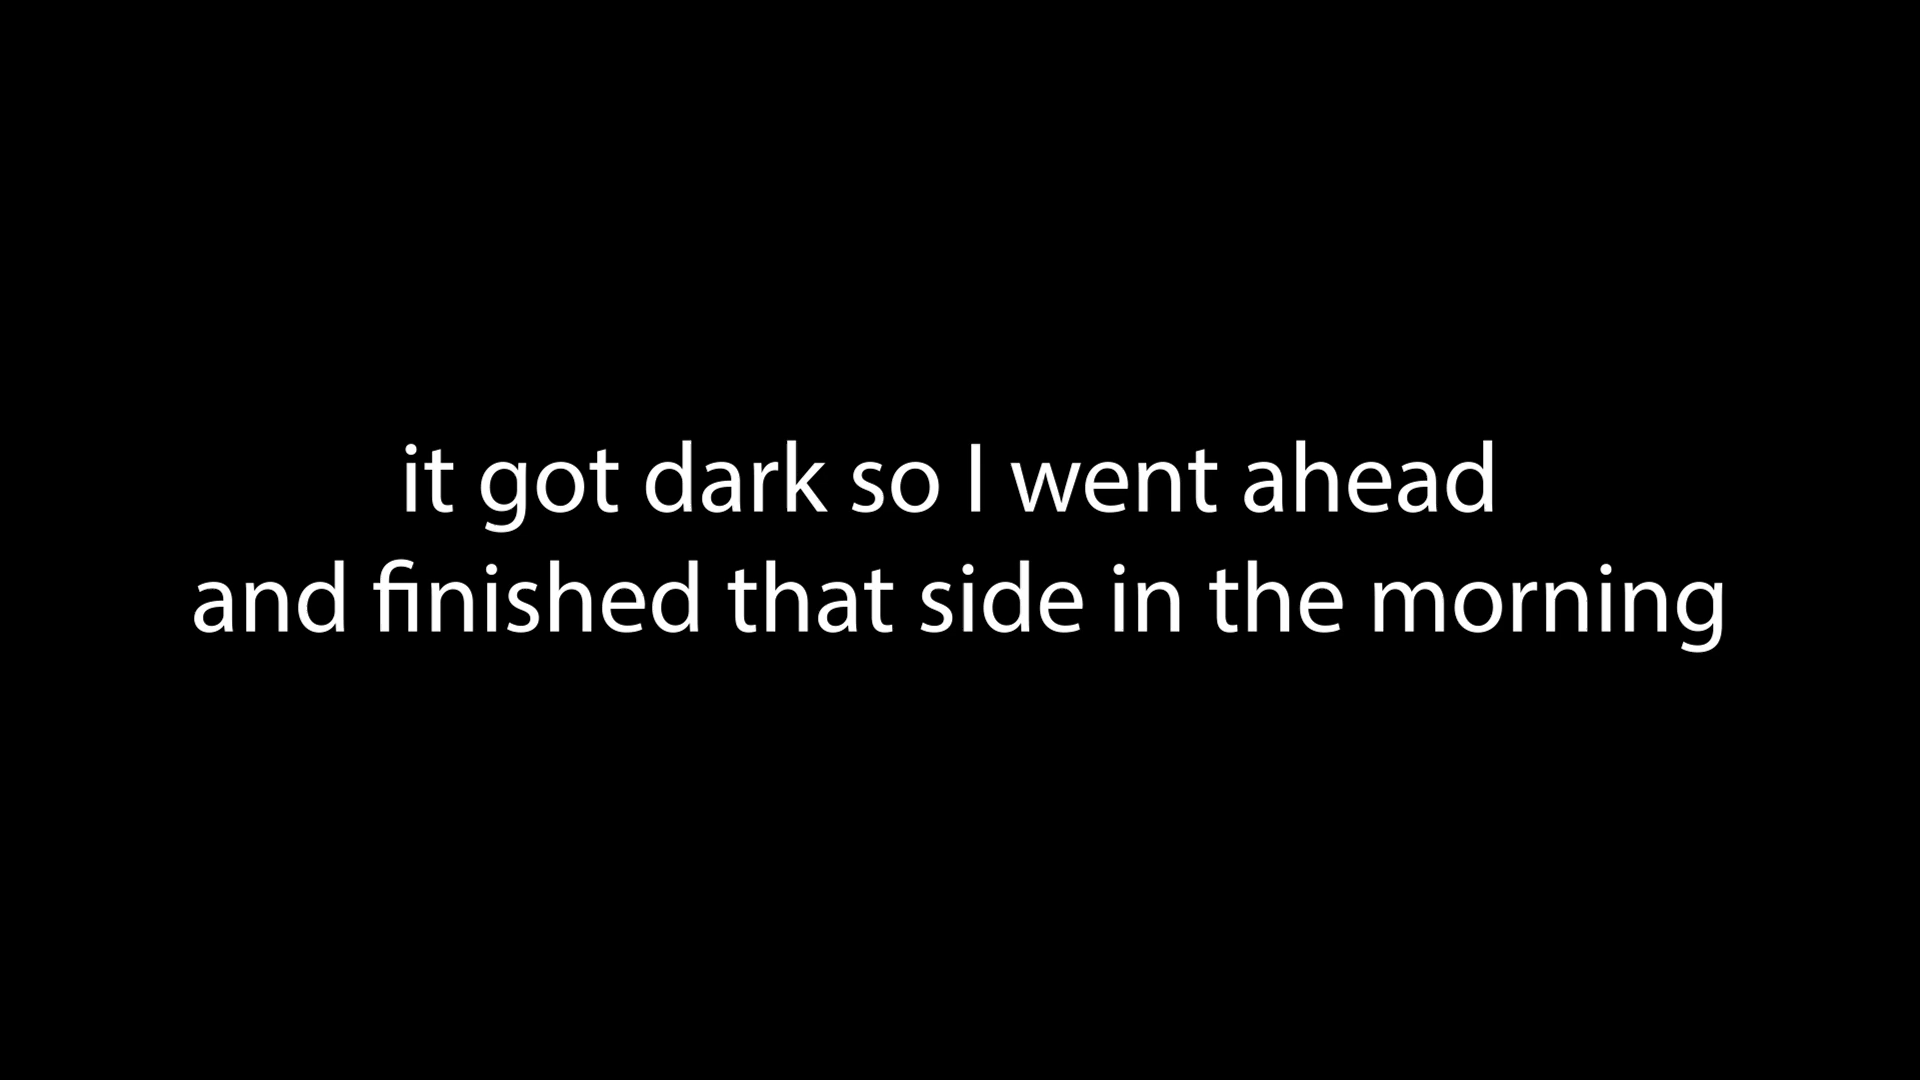 it got dark so I went ahead
and finished that side in the morning